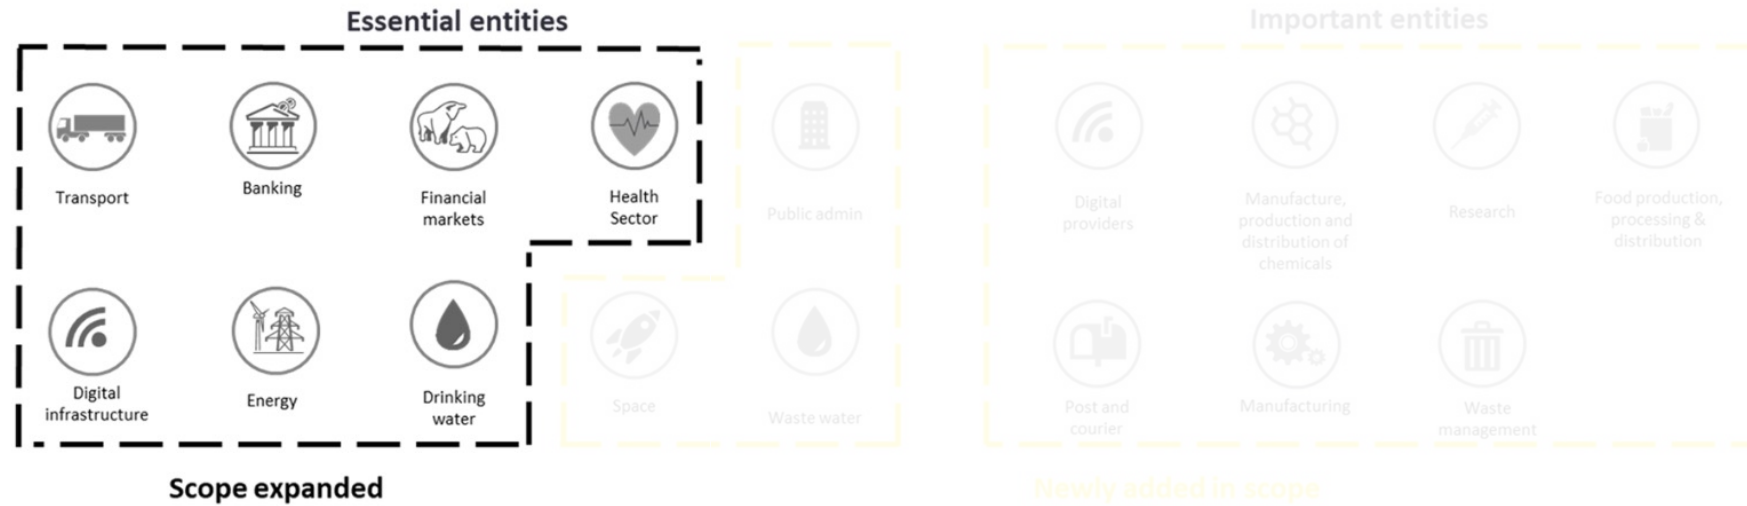 Essential entities
Important entities
Transport
Banking
Financial
markets
Health
Sector
Public admin
Digital
providers
Manufacture,
production and
distribution of
chemicals
Research
Food production,
processing &
distribution
Digital
infrastructure
Energy
Drinking
water
Space
Waste water
Post and
courier
Manufacturing
Waste
management
Scope expanded
Newly added in scope